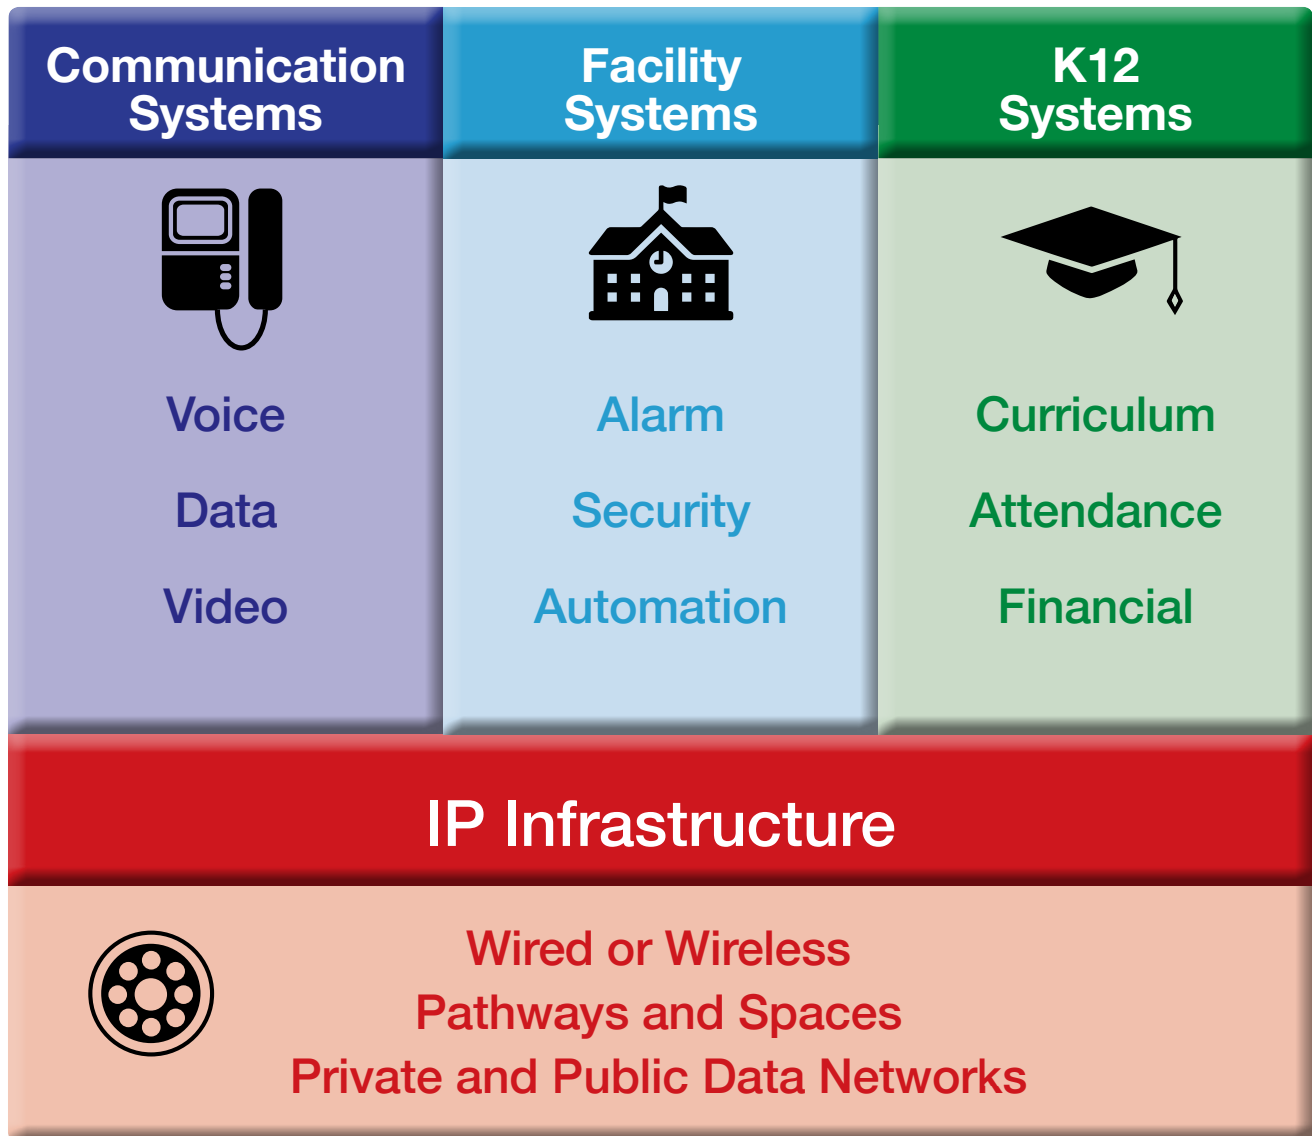 Communication
Systems
Facility
Systems
K12
Systems
Voice
Data
Video
Alarm
Security
Automation
Curriculum
Attendance
Financial
IP Infrastructure
Wired or Wireless
Pathways and Spaces
Private and Public Data Networks